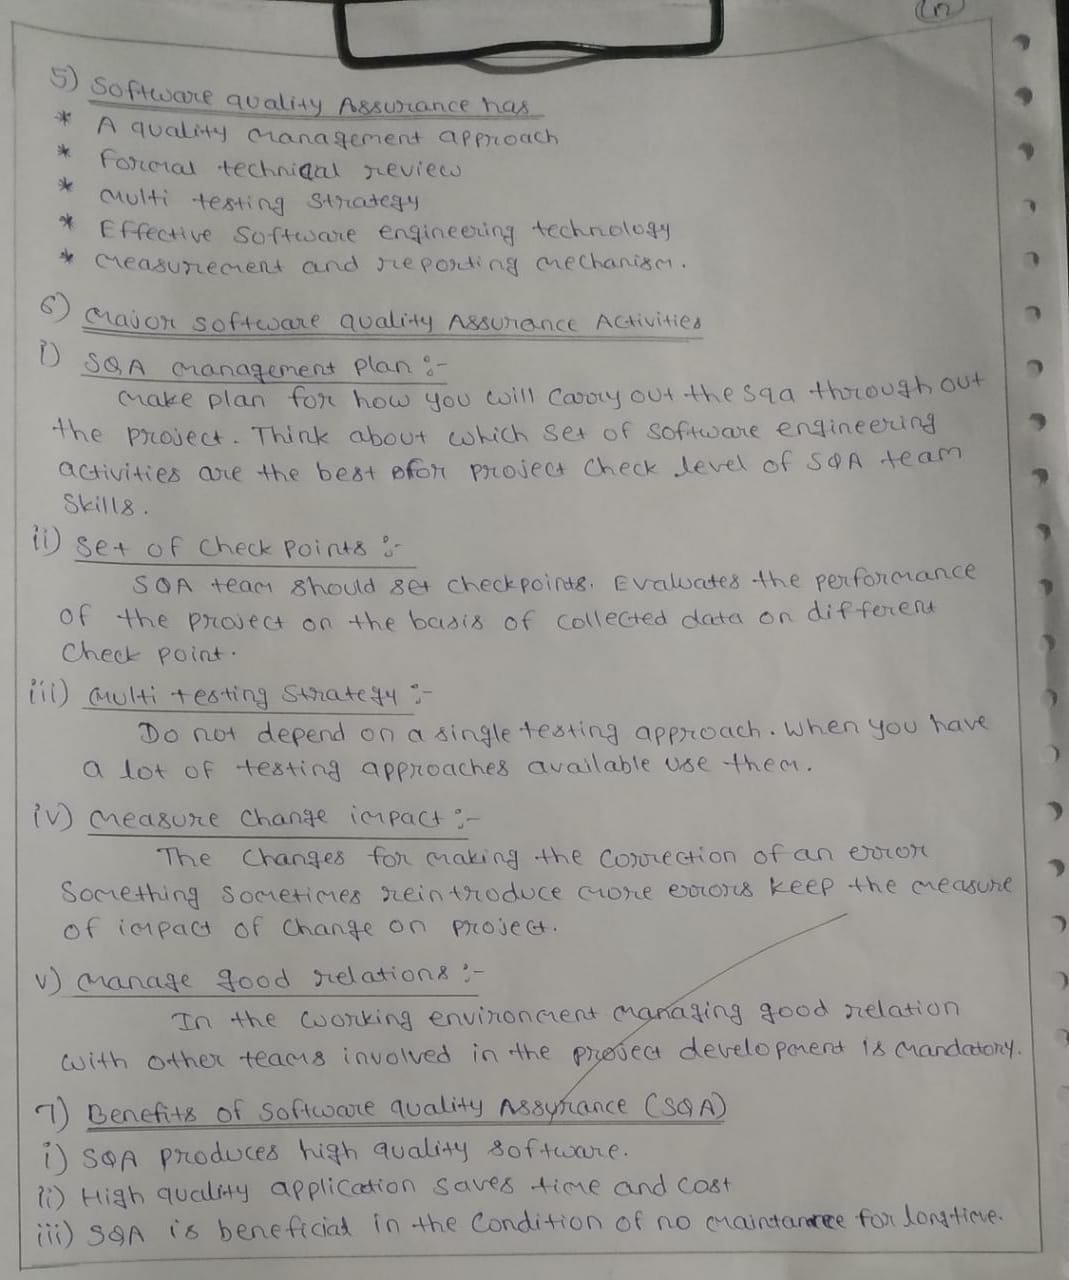 5) Software quality Assurance has
* A quality management approach
* Formal technical review
* Multi testing strategy
* Effective software engineering technology
* measurement and reporting mechanism.
6) Major software quality Assurance Activities
i) SQA management plan :-
make plan for how you will carry out the sqa through out
the project. Think about which set of software engineering
activities are the best for project check level of SQA team
skills.
ii) Set of check points :-
SQA team should set checkpoints. Evaluates the performance
of the project on the basis of collected data on different
check point.
iii) Multi testing strategy :-
Do not depend on a single testing approach. when you have
a lot of testing approaches available use them.
iv) measure change impact :-
The changes for making the correction of an error
something sometimes reintroduce more errors keep the measure
of impact of change on project.
v) manage good relations :-
In the working environment managing good relation
with other teams involved in the project development is mandatory.
7) Benefits of software quality Assurance (SQA)
i) SQA produces high quality software.
ii) High quality application saves time and cost
iii) SQA is beneficial in the condition of no for longtime.